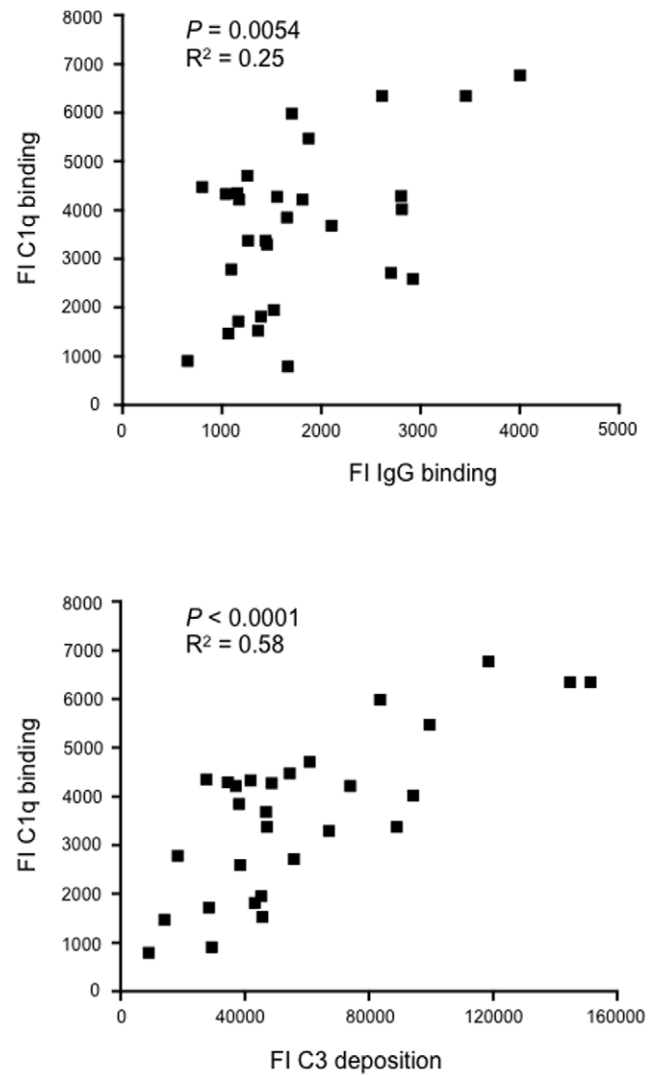 P = 0.0054
R² = 0.25
8000
7000
6000
5000
4000
3000
2000
1000
0
FI C1q binding
0 1000 2000 3000 4000 5000
FI IgG binding
P < 0.0001
R² = 0.58
8000
7000
6000
5000
4000
3000
2000
1000
0
FI C1q binding
0 40000 80000 120000 160000
FI C3 deposition